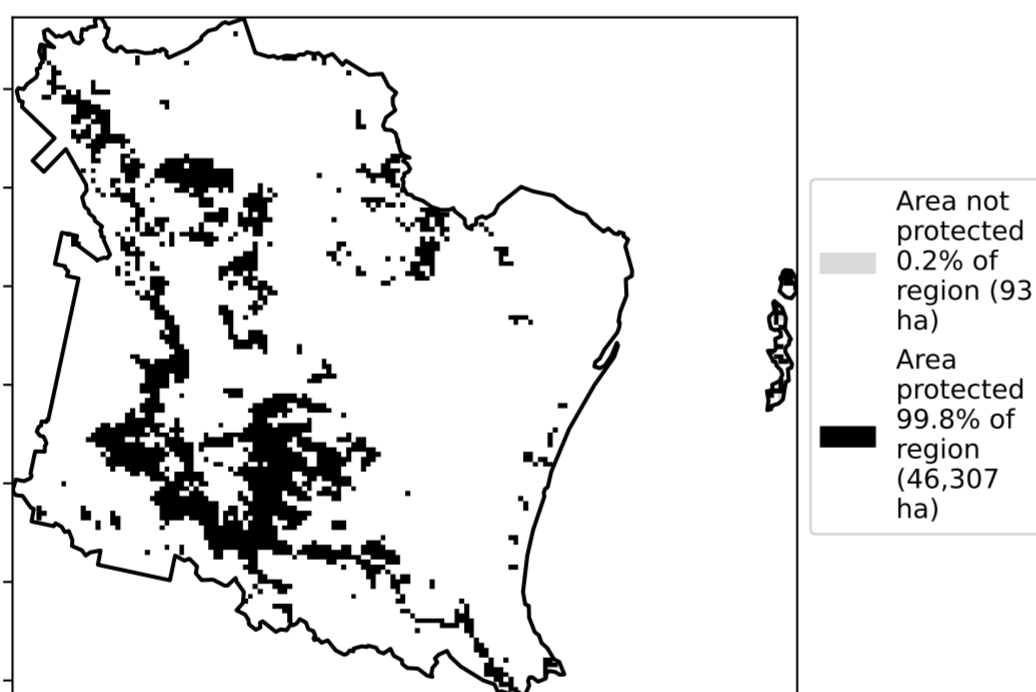 Area not
protected
0.2% of
region (93
ha)
Area
protected
99.8% of
region
(46,307
ha)